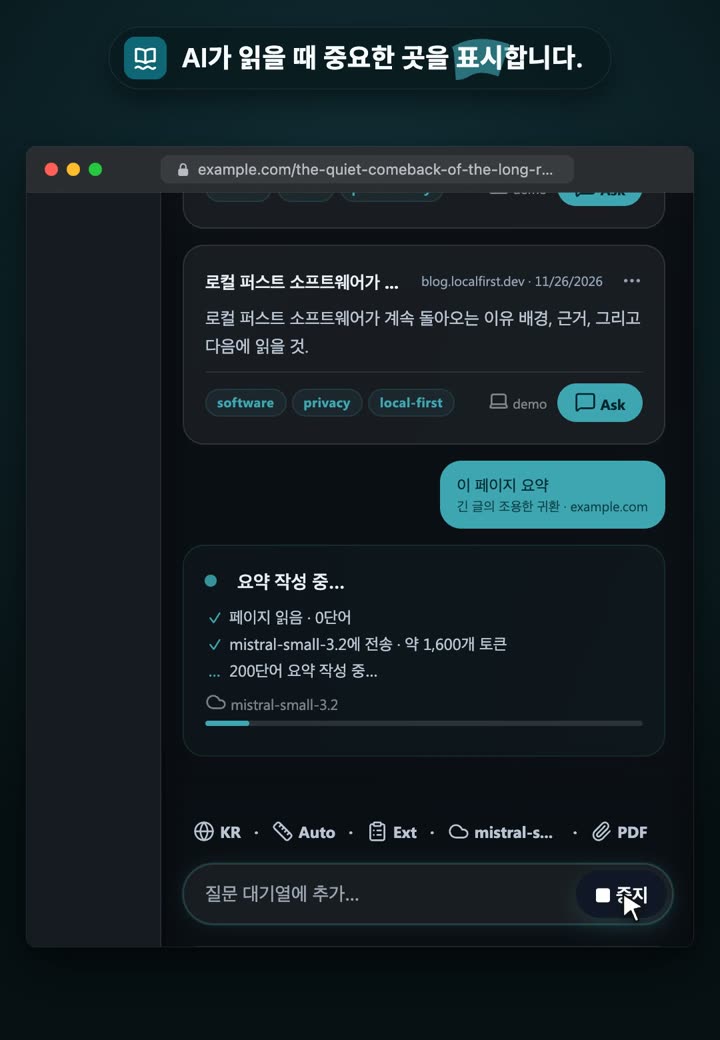 AI가 읽을 때 중요한 곳을 표시합니다.
example.com/the-quiet-comeback-of-the-long-r...
demo
Ask
로컬 퍼스트 소프트웨어가 ... blog.localfirst.dev · 11/26/2026 •••
로컬 퍼스트 소프트웨어가 계속 돌아오는 이유 배경, 근거, 그리고
다음에 읽을 것.
software privacy local-first demo Ask
이 페이지 요약
긴 글의 조용한 귀환 · example.com
요약 작성 중...
✓ 페이지 읽음 · 0단어
✓ mistral-small-3.2에 전송 · 약 1,600개 토큰
... 200단어 요약 작성 중...
mistral-small-3.2
KR · Auto · Ext · mistral-s... · PDF
질문 대기열에 추가... 중지